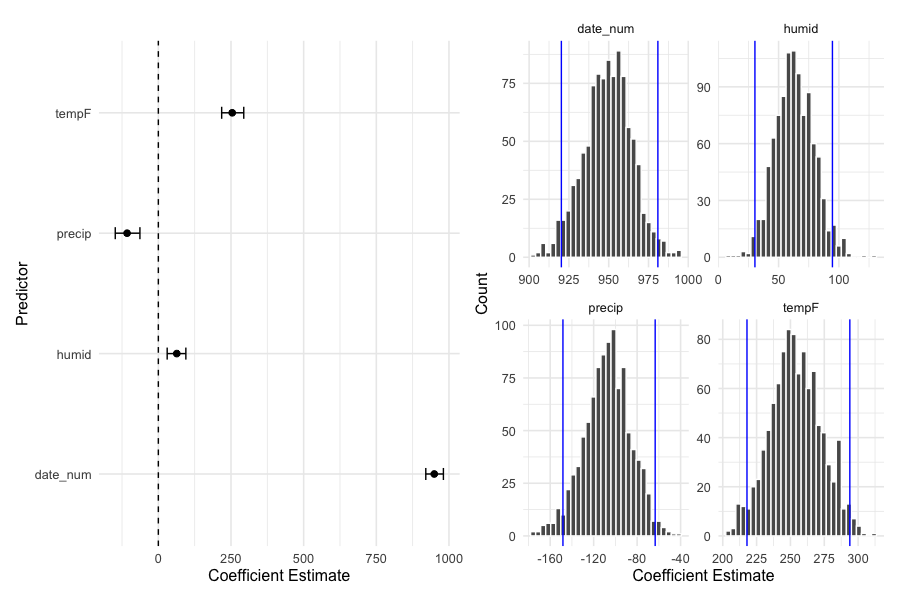 Predictor
tempF
precip
humid
date_num
0 250 500 750 1000
Coefficient Estimate
Count
date_num
75
50
25
0
900 925 950 975 1000
humid
90
60
30
0
0 50 100
precip
100
75
50
25
0
-160 -120 -80 -40
tempF
80
60
40
20
0
200 225 250 275 300
Coefficient Estimate